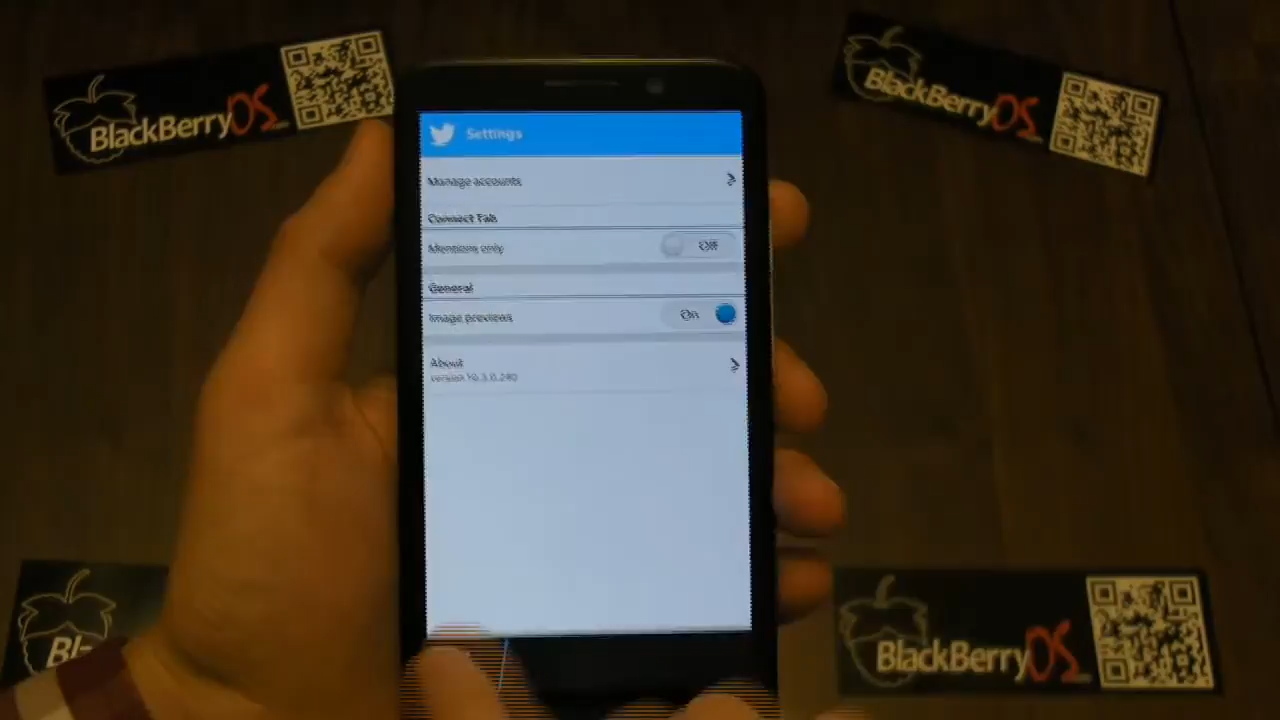 BlackBerryOS
BlackBerryOS
Settings
Manage accounts
Connect Tab
Mentions only
Off
General
Image previews
On
About
version 10.3.0.240
Bl
BlackBerryOS